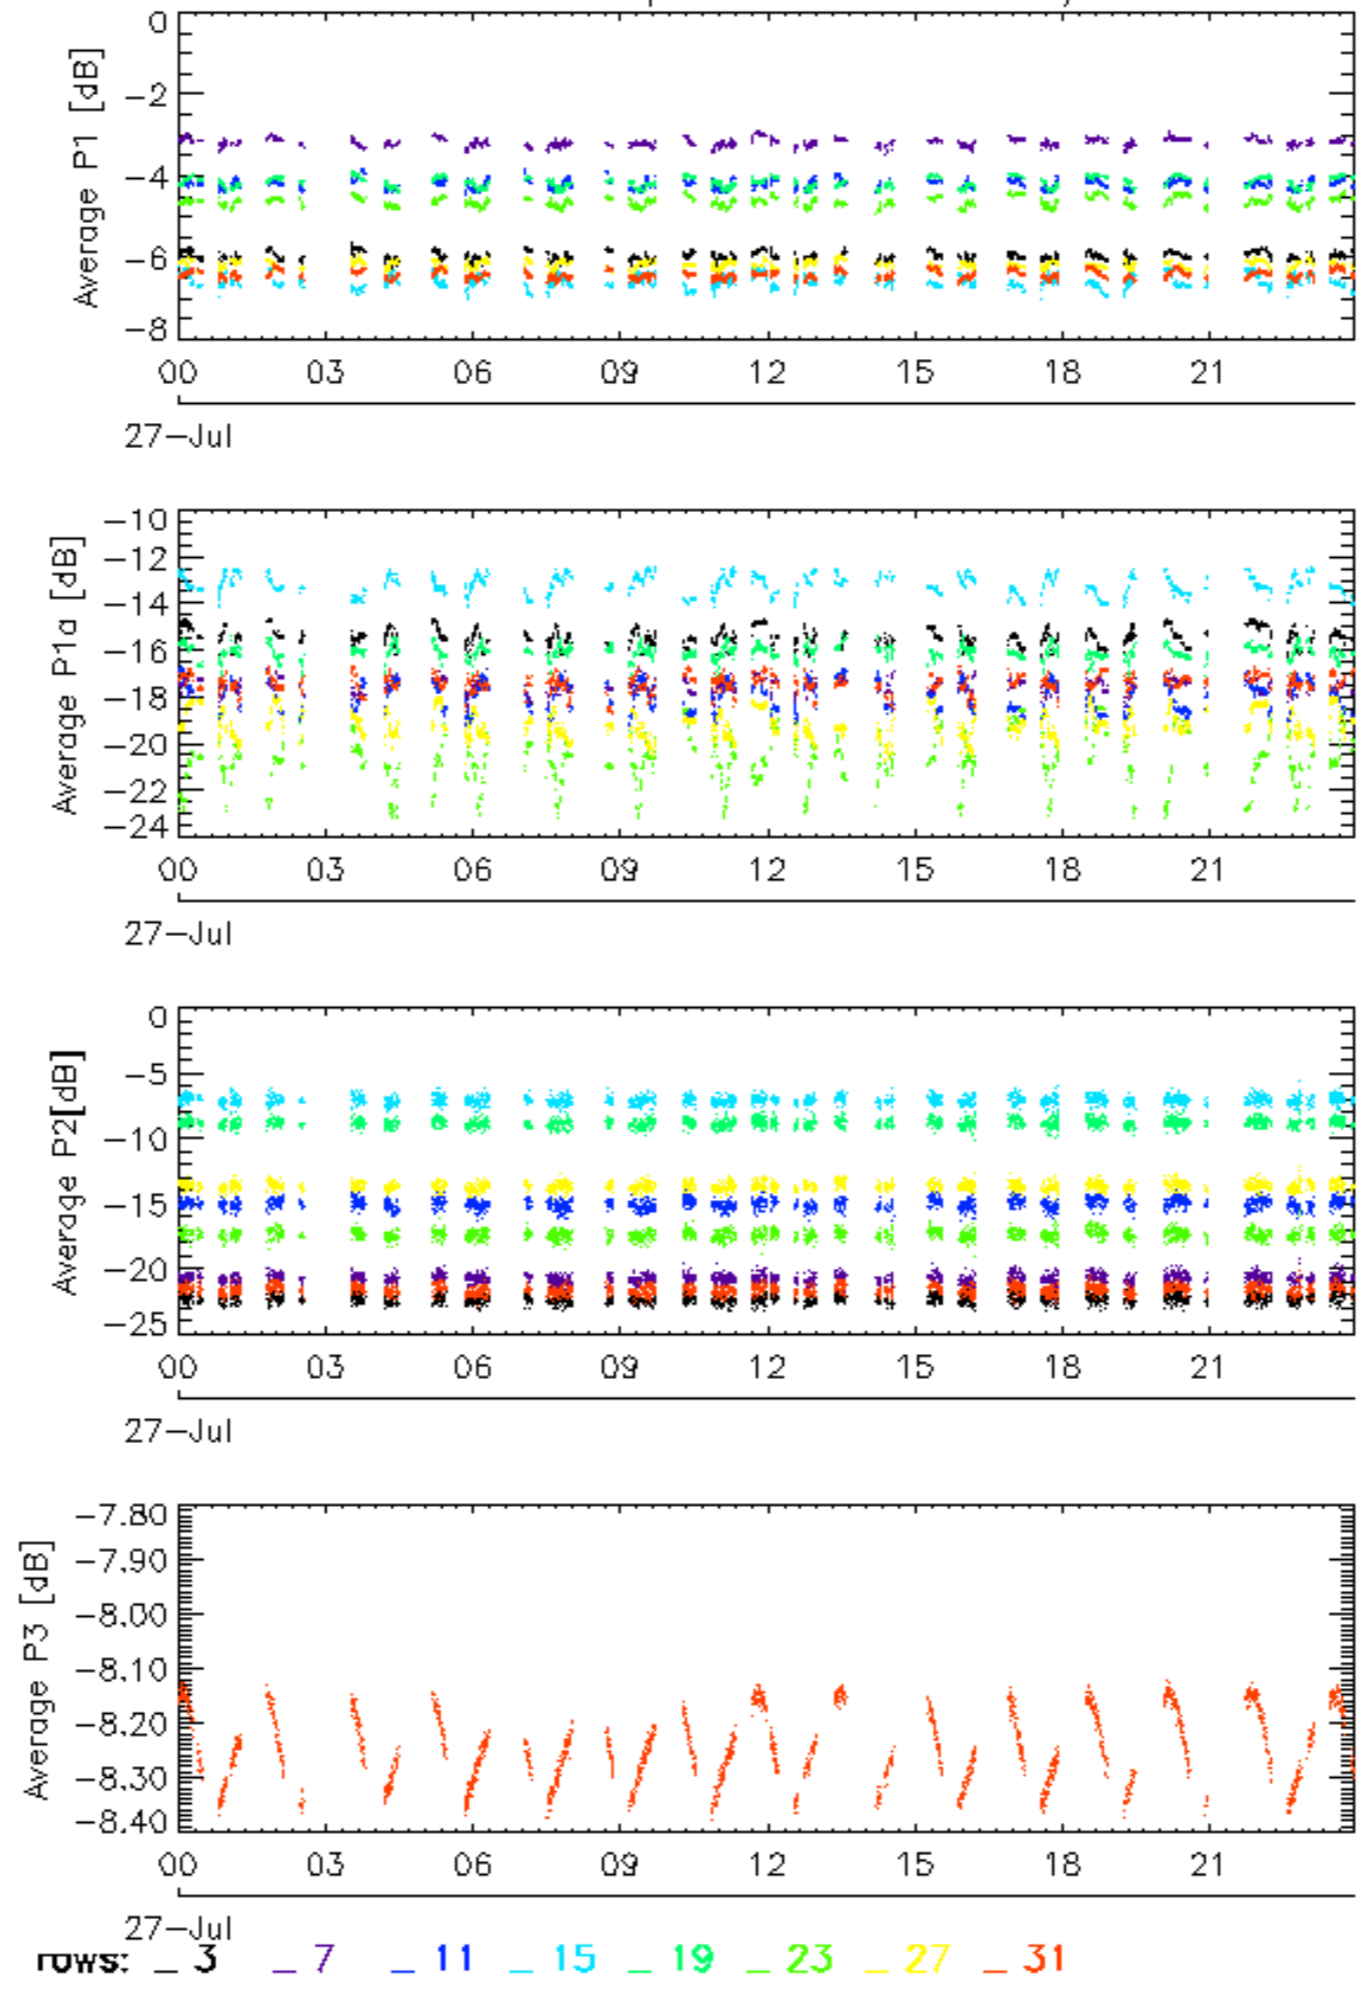 0
-2
-4
-6
-8
Average P1 [dB]
00 03 06 09 12 15 18 21
27-Jul
-10
-12
-14
-16
-18
-20
-22
-24
Average P1a [dB]
00 03 06 09 12 15 18 21
27-Jul
0
-5
-10
-15
-20
-25
Average P2[dB]
00 03 06 09 12 15 18 21
27-Jul
-7.80
-7.90
-8.00
-8.10
-8.20
-8.30
-8.40
Average P3 [dB]
00 03 06 09 12 15 18 21
27-Jul
rows: _ 3 _ 7 _ 11 _ 15 _ 19 _ 23 _ 27 _ 31